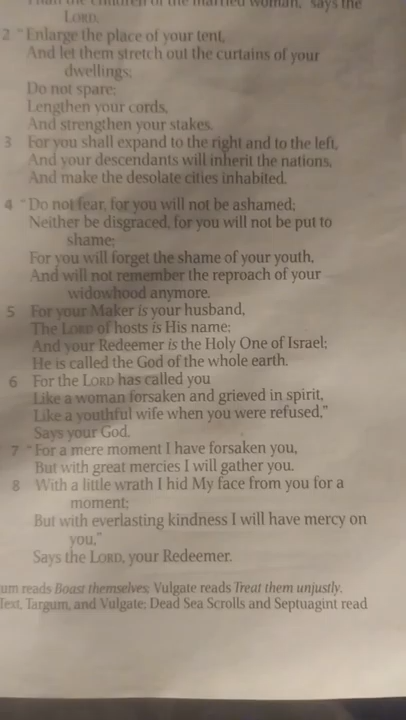 Than the children of the married woman," says the
LORD.
2 "Enlarge the place of your tent,
And let them stretch out the curtains of your
dwellings;
Do not spare;
Lengthen your cords,
And strengthen your stakes.
3 For you shall expand to the right and to the left,
And your descendants will inherit the nations,
And make the desolate cities inhabited.
4 "Do not fear, for you will not be ashamed;
Neither be disgraced, for you will not be put to
shame;
For you will forget the shame of your youth,
And will not remember the reproach of your
widowhood anymore.
5 For your Maker is your husband,
The LORD of hosts is His name;
And your Redeemer is the Holy One of Israel;
He is called the God of the whole earth.
6 For the LORD has called you
Like a woman forsaken and grieved in spirit,
Like a youthful wife when you were refused,"
Says your God.
7 "For a mere moment I have forsaken you,
But with great mercies I will gather you.
8 With a little wrath I hid My face from you for a
moment;
But with everlasting kindness I will have mercy on
you,"
Says the LORD, your Redeemer.
um reads Boast themselves; Vulgate reads Treat them unjustly.
Text, Targum, and Vulgate; Dead Sea Scrolls and Septuagint read